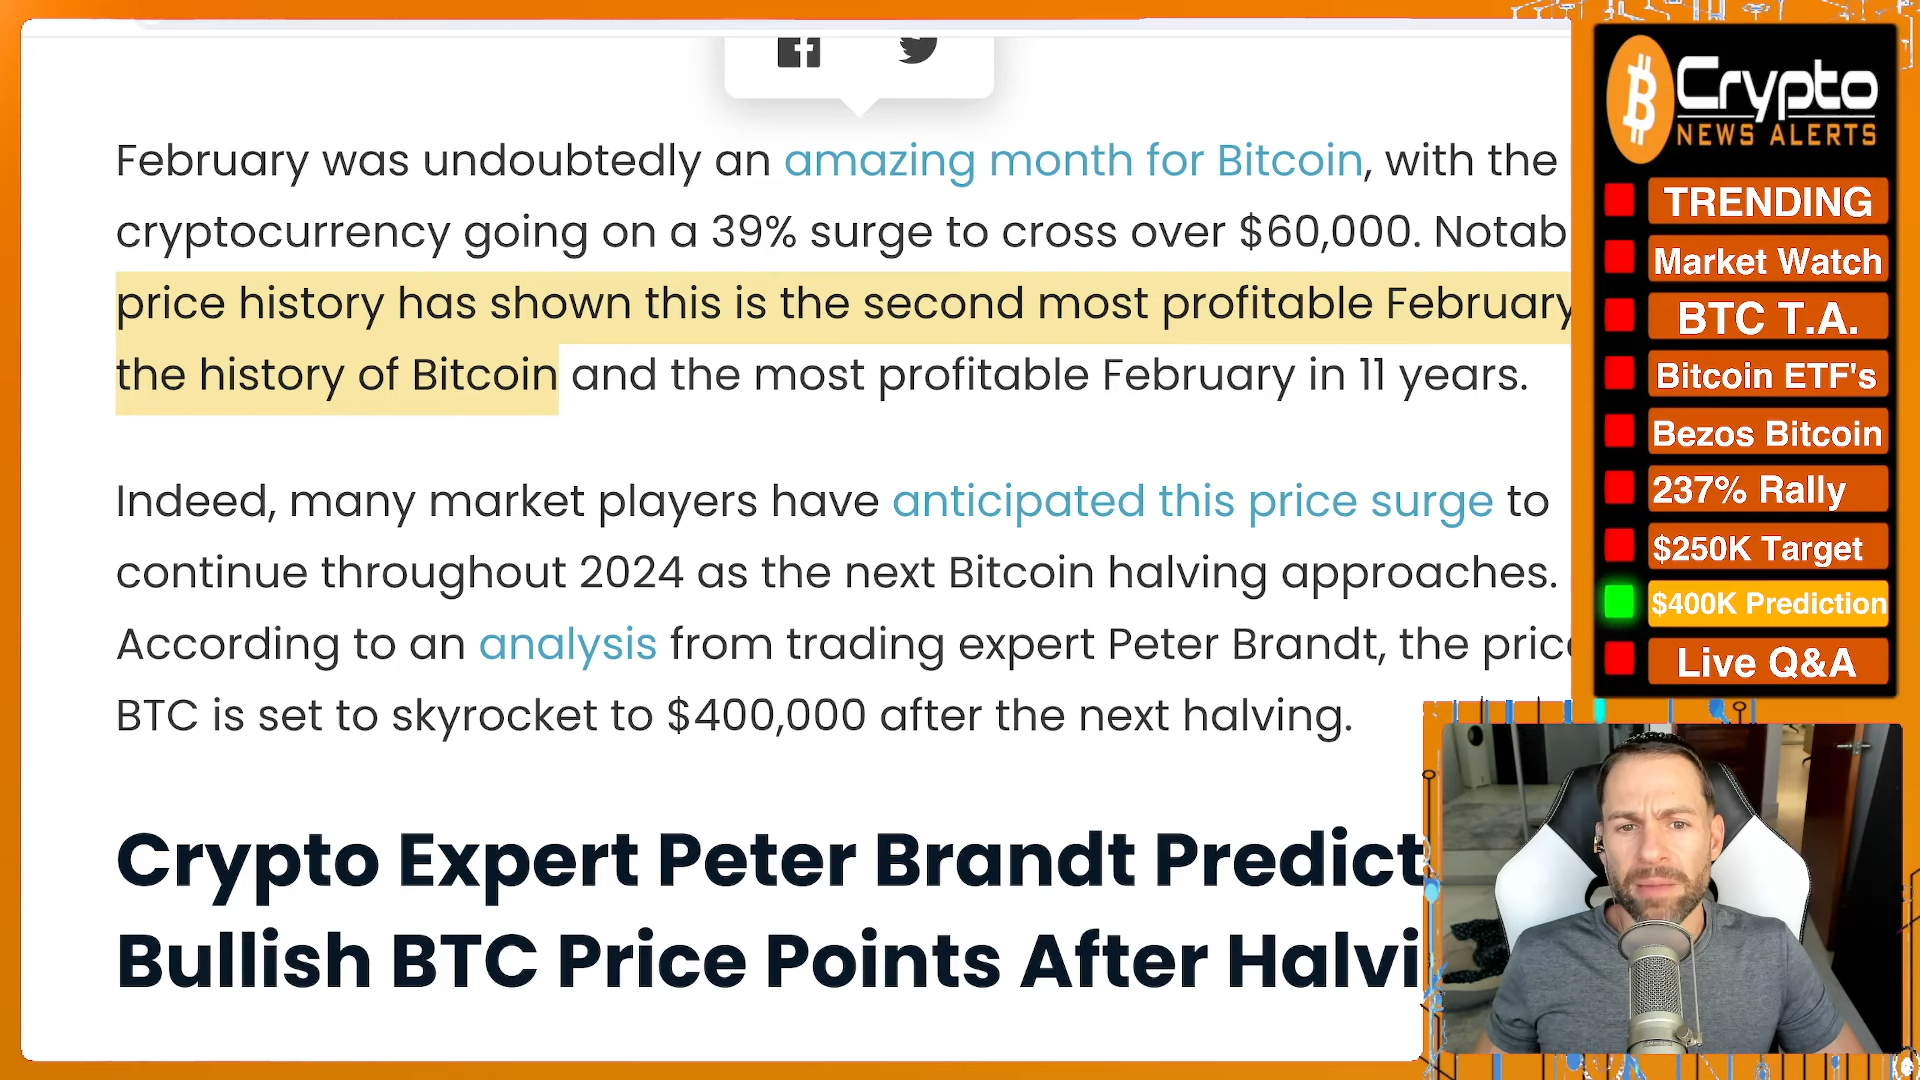 February was undoubtedly an amazing month for Bitcoin, with the
cryptocurrency going on a 39% surge to cross over $60,000. Notab
price history has shown this is the second most profitable February
the history of Bitcoin and the most profitable February in 11 years.
Indeed, many market players have anticipated this price surge to
continue throughout 2024 as the next Bitcoin halving approaches.
According to an analysis from trading expert Peter Brandt, the pric
BTC is set to skyrocket to $400,000 after the next halving.
Crypto Expert Peter Brandt Predict
Bullish BTC Price Points After Halvi
Crypto
NEWS ALERTS
TRENDING
Market Watch
BTC T.A.
Bitcoin ETF's
Bezos Bitcoin
237% Rally
$250K Target
$400K Prediction
Live Q&A